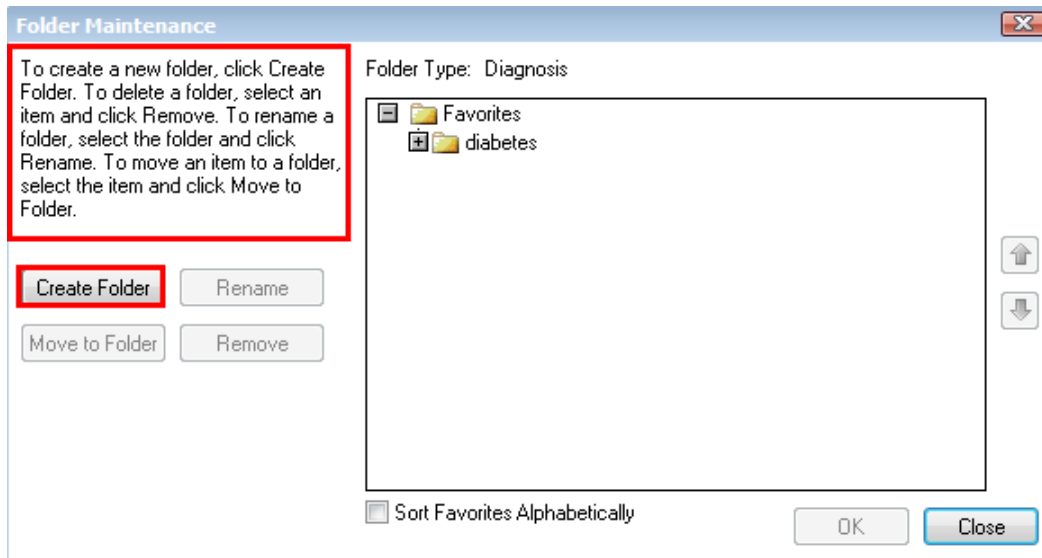 Folder Maintenance
To create a new folder, click Create
Folder. To delete a folder, select an
item and click Remove. To rename a
folder, select the folder and click
Rename. To move an item to a folder,
select the item and click Move to
Folder.
Folder Type: Diagnosis
Favorites
diabetes
Create Folder
Rename
Move to Folder
Remove
Sort Favorites Alphabetically
OK
Close